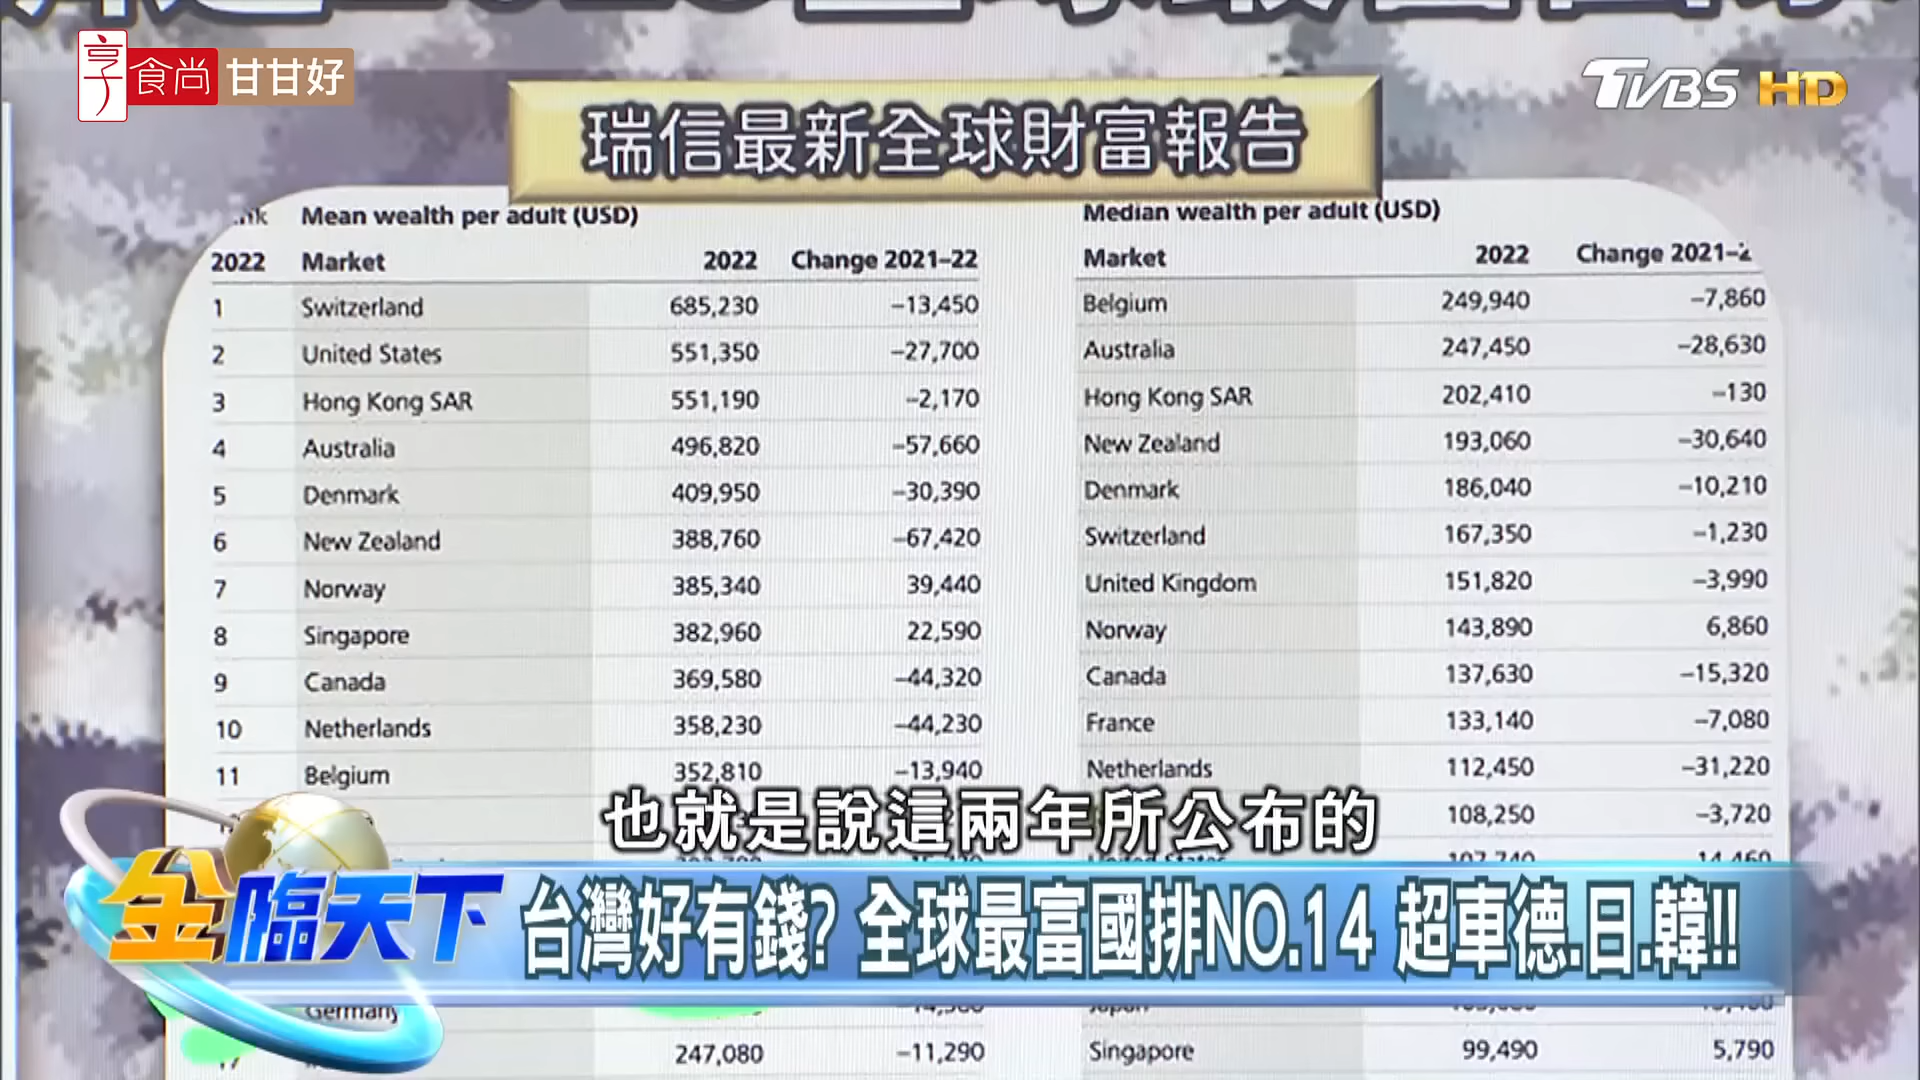 享食尚 甘甘好
TVBS HD
瑞信最新全球財富報告
Mean wealth per adult (USD) Median wealth per adult (USD)
2022 Market 2022 Change 2021–22 Market 2022 Change 2021–2
1 Switzerland 685,230 –13,450 Belgium 249,940 –7,860
2 United States 551,350 –27,700 Australia 247,450 –28,630
3 Hong Kong SAR 551,190 –2,170 Hong Kong SAR 202,410 –130
4 Australia 496,820 –57,660 New Zealand 193,060 –30,640
5 Denmark 409,950 –30,390 Denmark 186,040 –10,210
6 New Zealand 388,760 –67,420 Switzerland 167,350 –1,230
7 Norway 385,340 39,440 United Kingdom 151,820 –3,990
8 Singapore 382,960 22,590 Norway 143,890 6,860
9 Canada 369,580 –44,320 Canada 137,630 –15,320
10 Netherlands 358,230 –44,230 France 133,140 –7,080
11 Belgium 352,810 –13,940 Netherlands 112,450 –31,220
108,250 –3,720
也就是說這兩年所公布的
United States 107,740 14,460
金臨天下
台灣好有錢? 全球最富國排NO.14 超車德.日.韓!!
Germany Japan
247,080 –11,290 Singapore 99,490 5,790